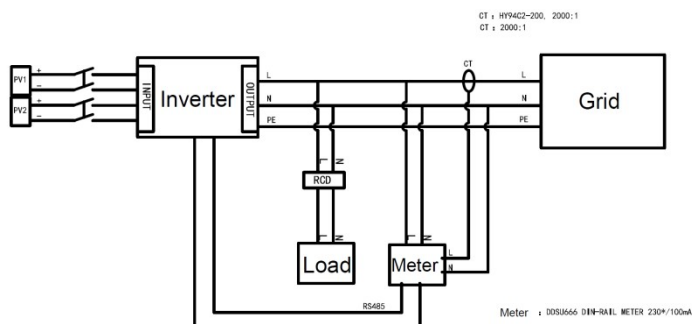 CT : HY94C2-200, 2000:1
CT : 2000:1
PV1
+
-
PV2
+
-
INPUT
Inverter
OUTPUT
L
N
PE
CT
L
N
PE
Grid
L
N
RCD
L
N
Load
L
N
Meter
L
N
RS485
Meter : DDSU666 DIN-RAIL METER 230*/100mA